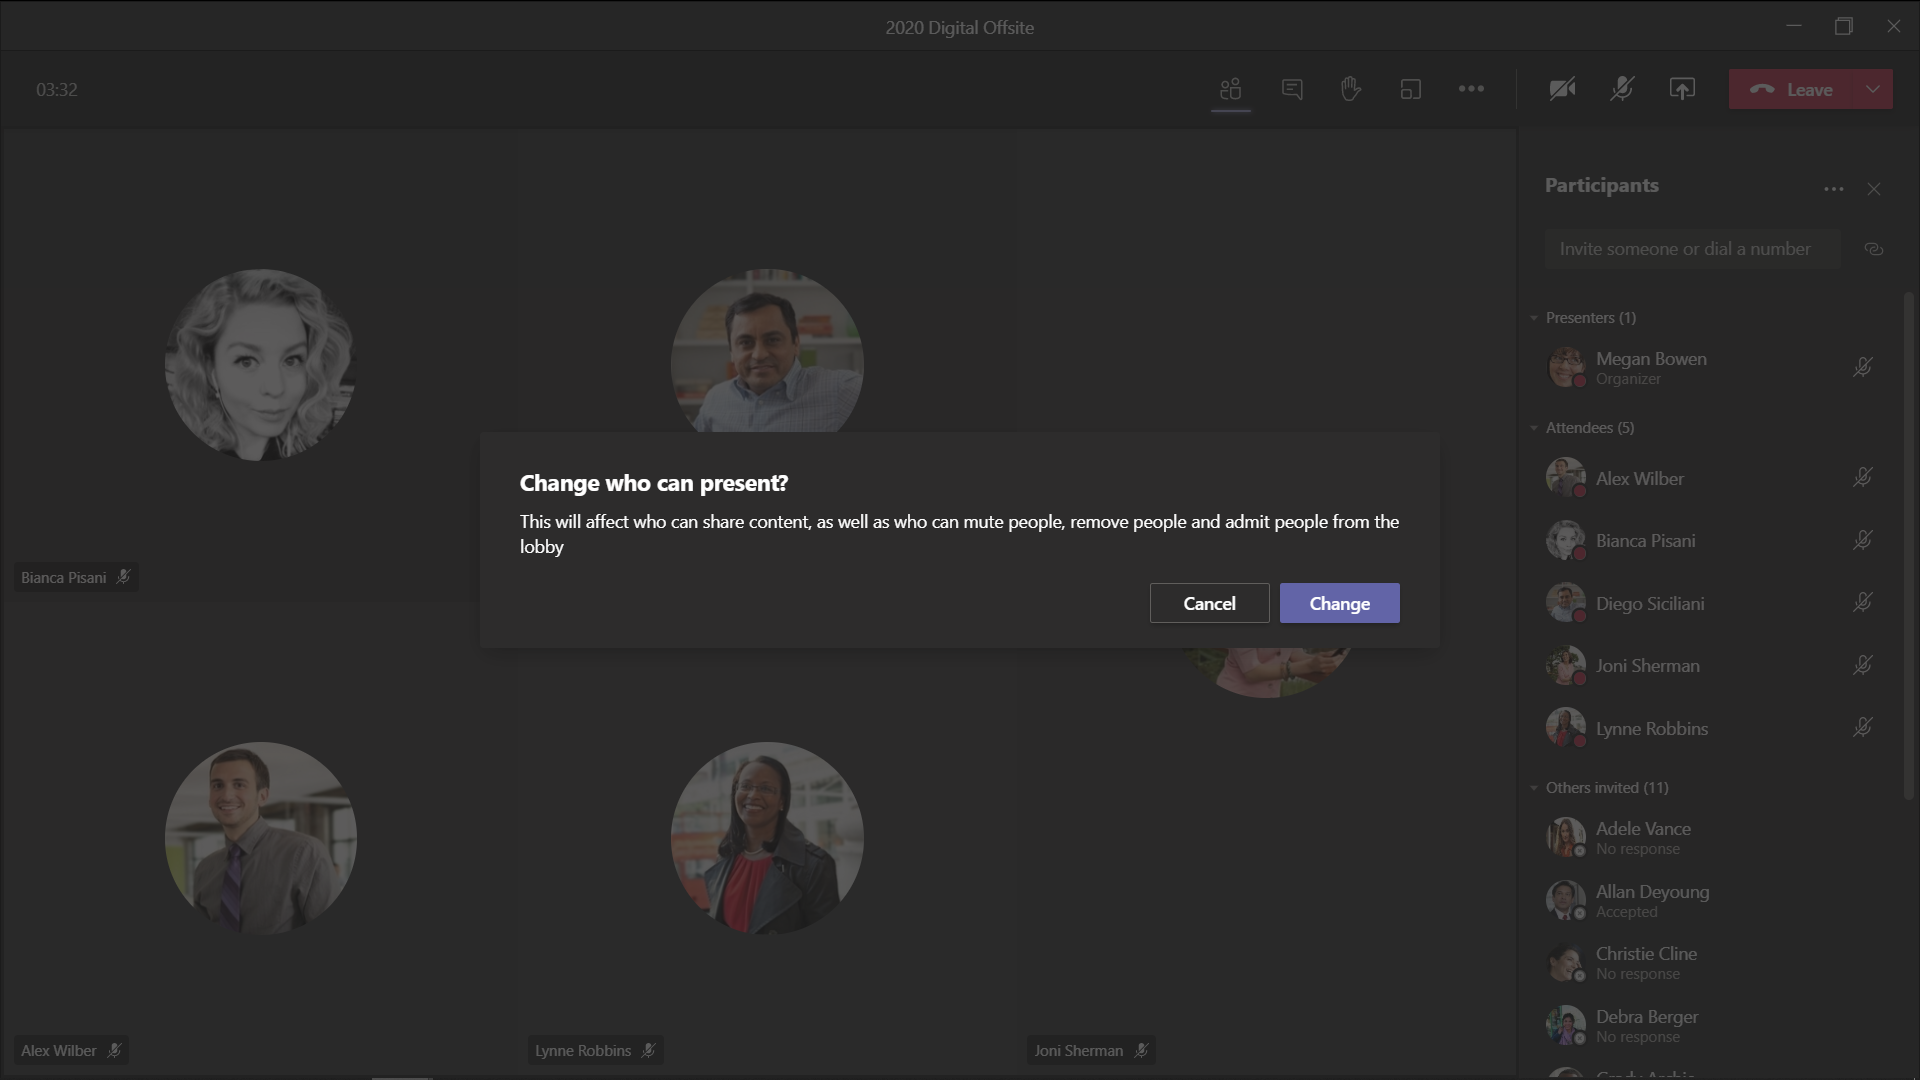 2020 Digital Offsite
03:32
Leave
Participants
Invite someone or dial a number
Presenters (1)
Megan Bowen
Organizer
Attendees (5)
Alex Wilber
Bianca Pisani
Diego Siciliani
Joni Sherman
Lynne Robbins
Others invited (11)
Adele Vance
No response
Allan Deyoung
Accepted
Christie Cline
No response
Debra Berger
No response
Change who can present?
This will affect who can share content, as well as who can mute people, remove people and admit people from the
lobby
Cancel
Change
Bianca Pisani
Alex Wilber
Lynne Robbins
Joni Sherman